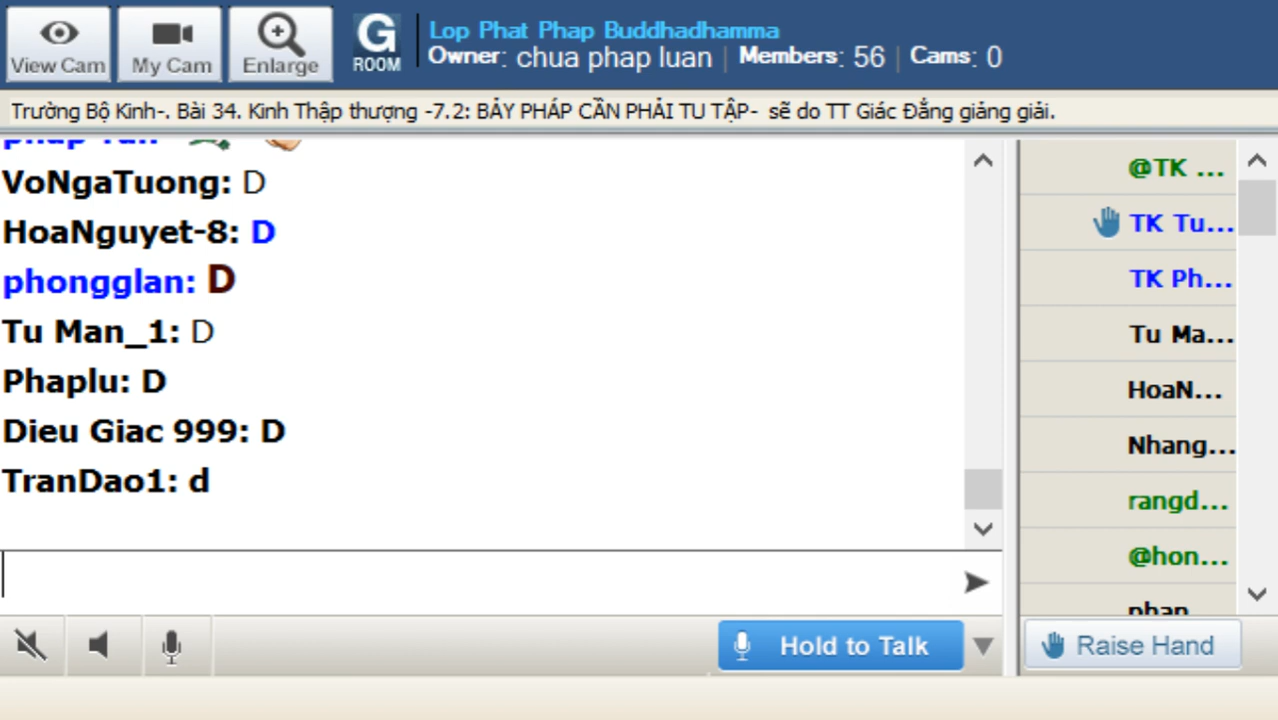 View Cam
My Cam
Enlarge
G
ROOM
Lop Phat Phap Buddhadhamma
Owner: chua phap luan | Members: 56 | Cams: 0
Trường Bộ Kinh-. Bài 34. Kinh Thập thượng -7.2: BẢY PHÁP CẦN PHẢI TU TẬP- sẽ do TT Giác Đẳng giảng giải.
VoNgaTuong: D
HoaNguyet-8: D
phongglan: D
Tu Man_1: D
Phaplu: D
Dieu Giac 999: D
TranDao1: d
@TK ...
TK Tu...
TK Ph...
Tu Ma...
HoaN...
Nhang...
rangd...
@hon...
phap
Hold to Talk
Raise Hand